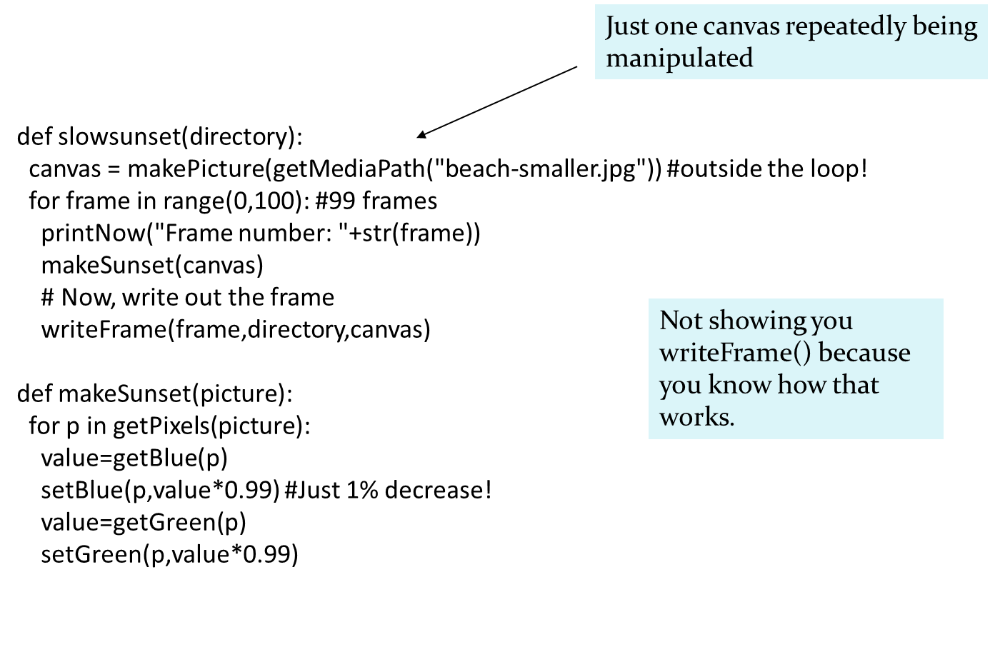 Just one canvas repeatedly being
manipulated
def slowsunset(directory):
canvas = makePicture(getMediaPath("beach-smaller.jpg")) #outside the loop!
for frame in range(0,100): #99 frames
printNow("Frame number: "+str(frame))
makeSunset(canvas)
# Now, write out the frame
writeFrame(frame,directory,canvas)
Not showing you
writeFrame() because
you know how that
works.
def makeSunset(picture):
for p in getPixels(picture):
value=getBlue(p)
setBlue(p,value*0.99) #Just 1% decrease!
value=getGreen(p)
setGreen(p,value*0.99)